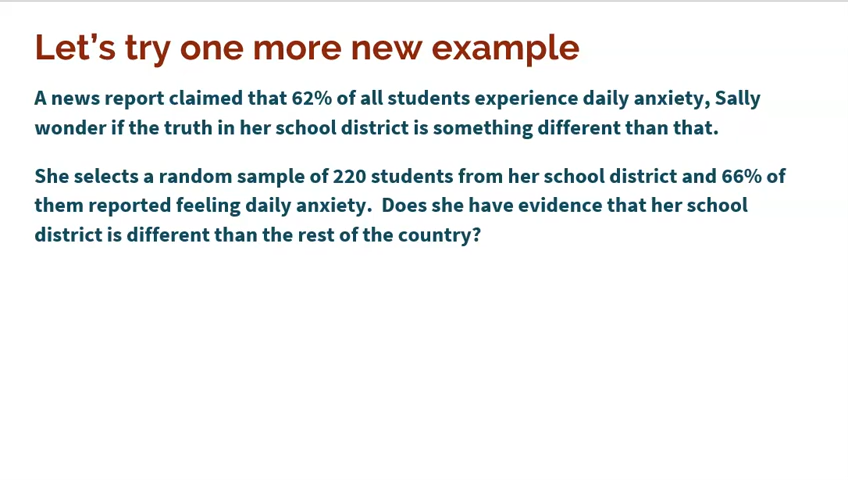 Let's try one more new example
A news report claimed that 62% of all students experience daily anxiety, Sally
wonder if the truth in her school district is something different than that.
She selects a random sample of 220 students from her school district and 66% of
them reported feeling daily anxiety.  Does she have evidence that her school
district is different than the rest of the country?